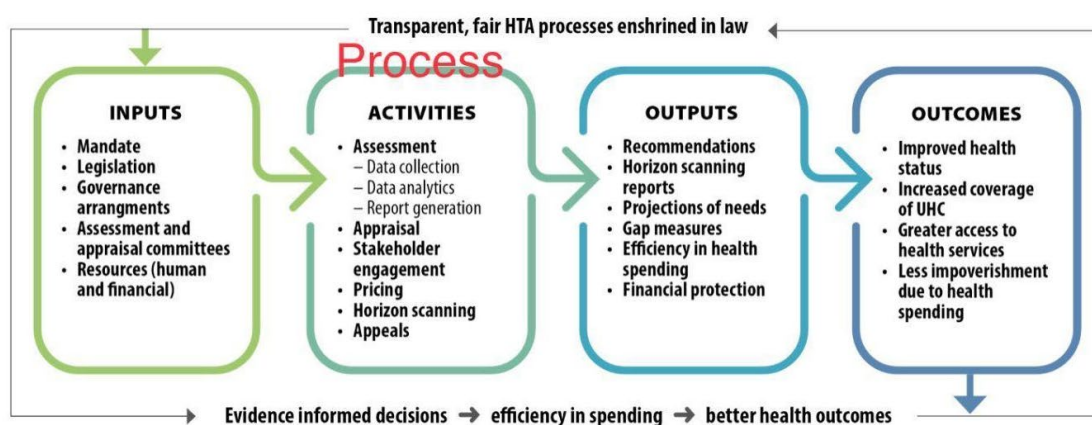 Transparent, fair HTA processes enshrined in law
Process
INPUTS
• Mandate
• Legislation
• Governance
arrangments
• Assessment and
appraisal committees
• Resources (human
and financial)
ACTIVITIES
• Assessment
– Data collection
– Data analytics
– Report generation
• Appraisal
• Stakeholder
engagement
• Pricing
• Horizon scanning
• Appeals
OUTPUTS
• Recommendations
• Horizon scanning
reports
• Projections of needs
• Gap measures
• Efficiency in health
spending
• Financial protection
OUTCOMES
• Improved health
status
• Increased coverage
of UHC
• Greater access to
health services
• Less impoverishment
due to health
spending
Evidence informed decisions → efficiency in spending → better health outcomes